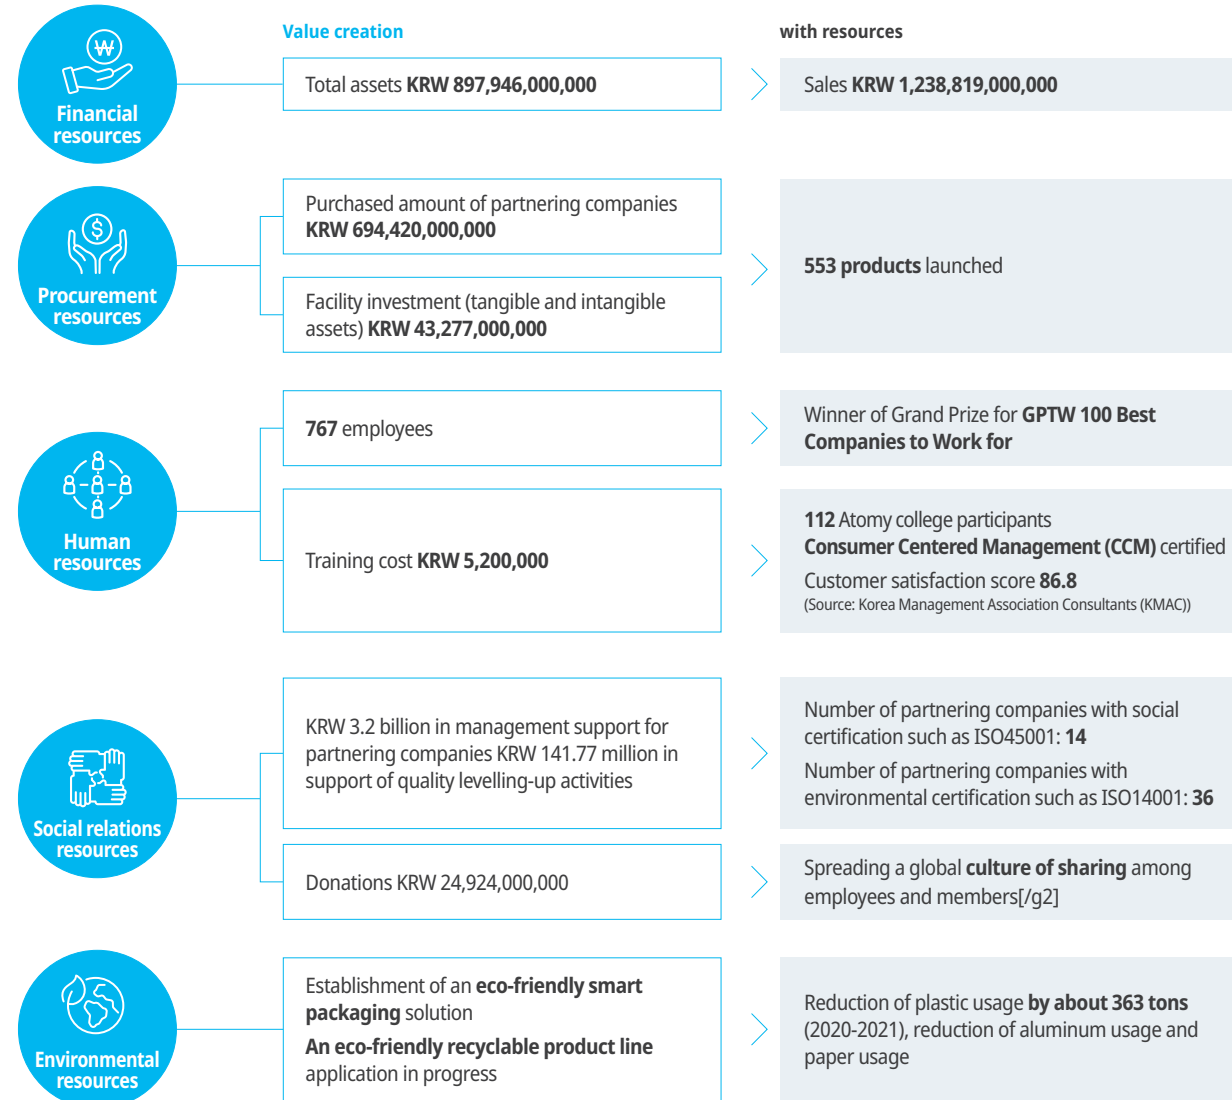 Value creation
with resources
₩
Financial
resources
Total assets KRW 897,946,000,000
Sales KRW 1,238,819,000,000
$
Procurement
resources
Purchased amount of partnering companies
KRW 694,420,000,000
Facility investment (tangible and intangible
assets) KRW 43,277,000,000
553 products launched
Human
resources
767 employees
Winner of Grand Prize for GPTW 100 Best
Companies to Work for
Training cost KRW 5,200,000
112 Atomy college participants
Consumer Centered Management (CCM) certified
Customer satisfaction score 86.8
(Source: Korea Management Association Consultants (KMAC))
Social relations
resources
KRW 3.2 billion in management support for
partnering companies KRW 141.77 million in
support of quality levelling-up activities
Number of partnering companies with social
certification such as ISO45001: 14
Number of partnering companies with
environmental certification such as ISO14001: 36
Donations KRW 24,924,000,000
Spreading a global culture of sharing among
employees and members[/g2]
Environmental
resources
Establishment of an eco-friendly smart
packaging solution
An eco-friendly recyclable product line
application in progress
Reduction of plastic usage by about 363 tons
(2020-2021), reduction of aluminum usage and
paper usage